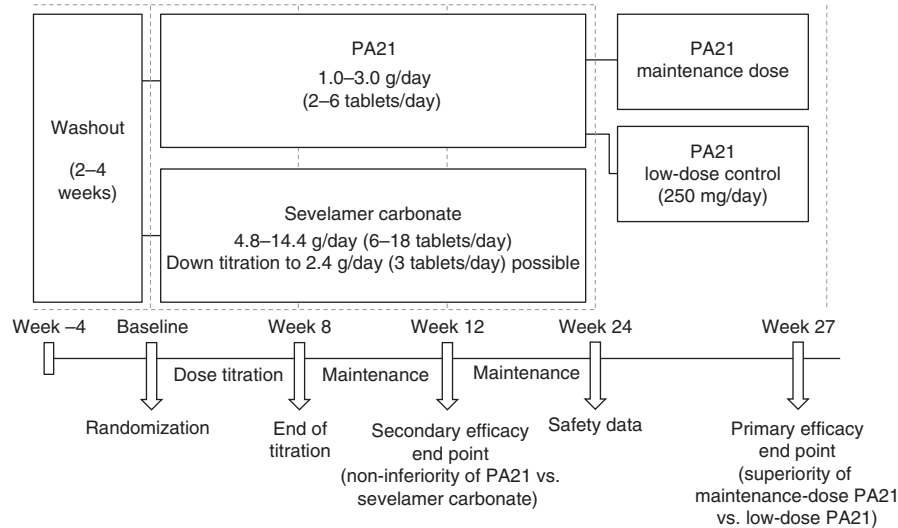 Washout
(2–4
weeks)
PA21
1.0–3.0 g/day
(2–6 tablets/day)
Sevelamer carbonate
4.8–14.4 g/day (6–18 tablets/day)
Down titration to 2.4 g/day (3 tablets/day) possible
PA21
maintenance dose
PA21
low-dose control
(250 mg/day)
Week –4
Baseline
Week 8
Week 12
Week 24
Week 27
Dose titration
Maintenance
Maintenance
Randomization
End of
titration
Secondary efficacy
end point
(non-inferiority of PA21 vs.
sevelamer carbonate)
Safety data
Primary efficacy
end point
(superiority of
maintenance-dose PA21
vs. low-dose PA21)